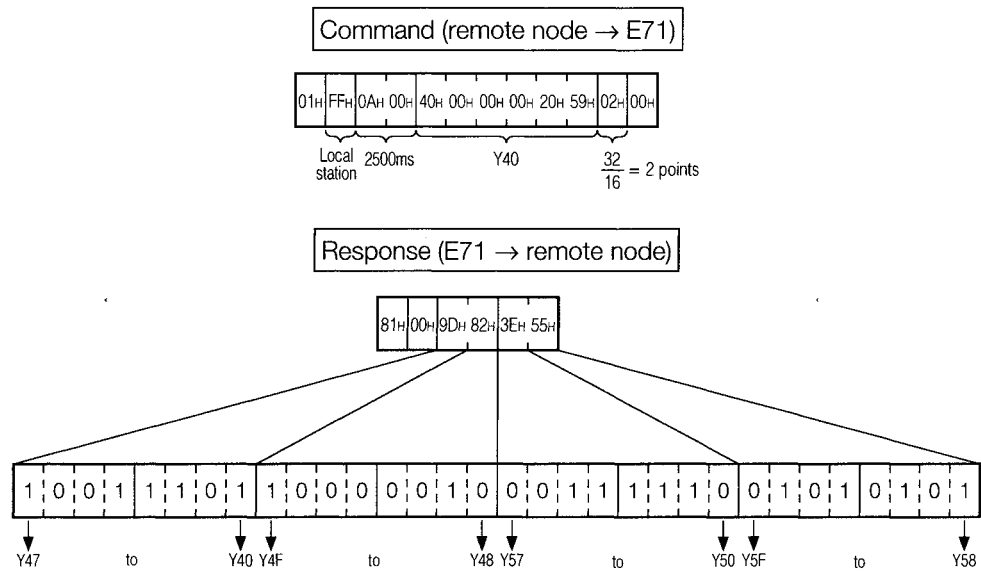 Command (remote node → E71)
01H FFH 0AH 00H 40H 00H 00H 00H 20H 59H 02H 00H
Local station 2500ms Y40 32/16 = 2 points
Response (E71 → remote node)
81H 00H 9DH 82H 3EH 55H
1 0 0 1 1 1 0 1 1 0 0 0 0 0 1 0 0 0 1 1 1 1 1 0 0 1 0 1 0 1 0 1
Y47 to Y40 Y4F to Y48 Y57 to Y50 Y5F to Y58